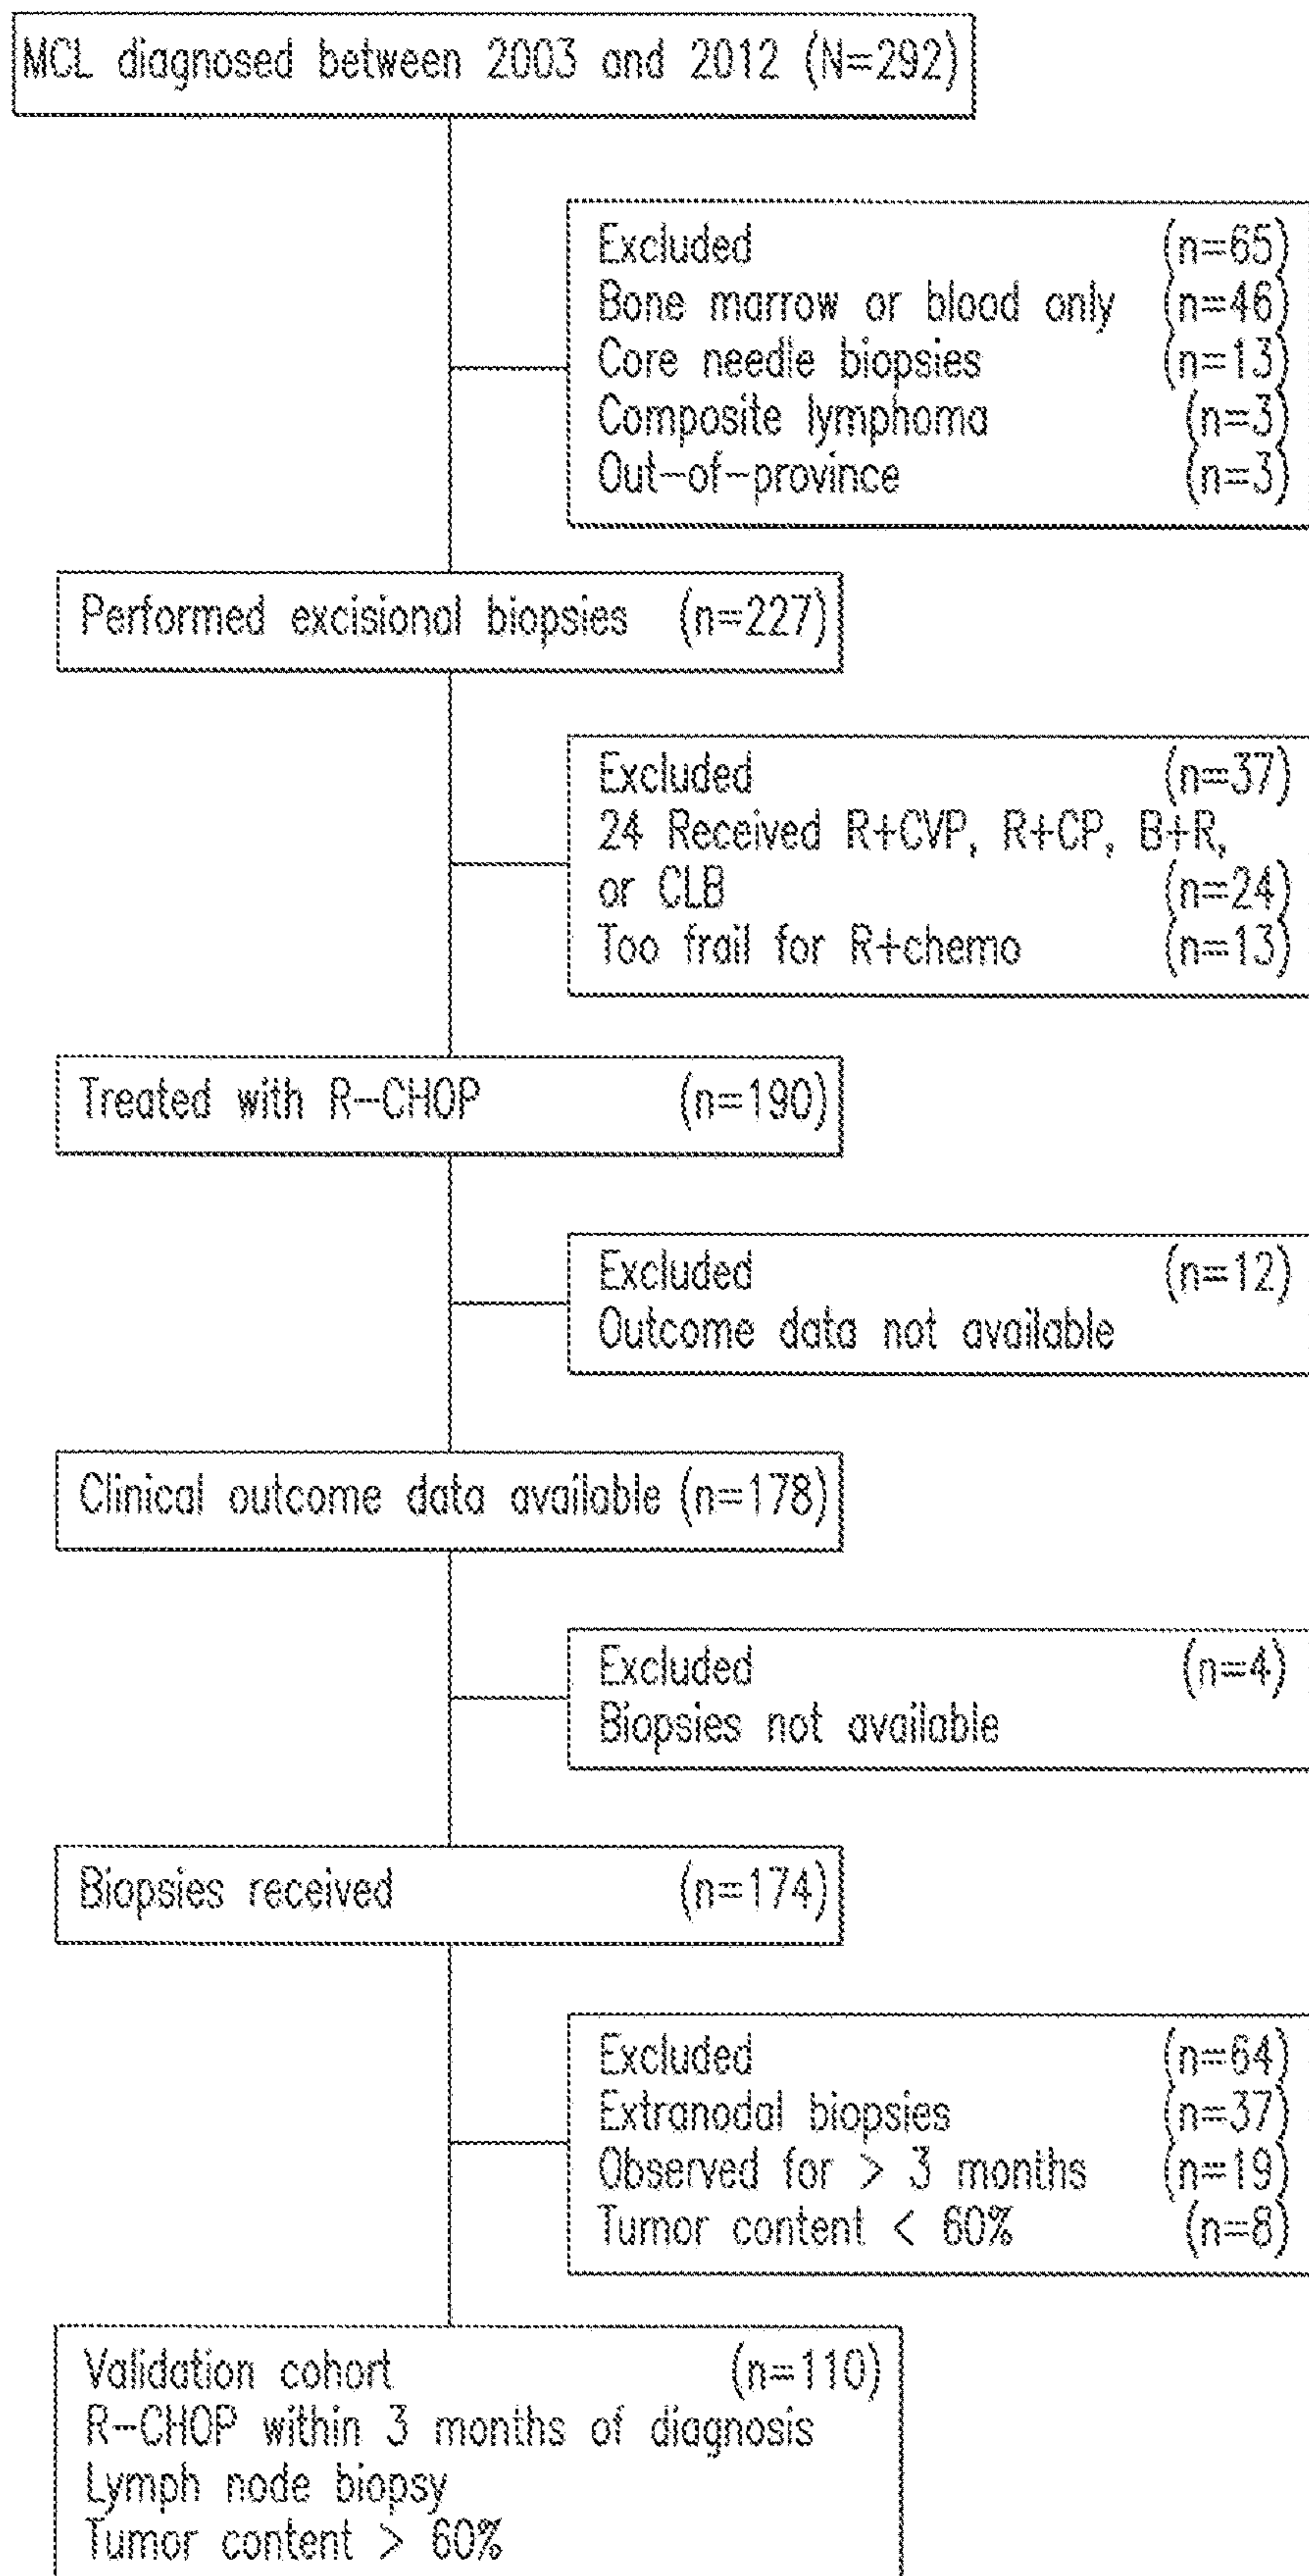 MCL diagnosed between 2003 and 2012 (N=292)
Excluded (n=65)
Bone marrow or blood only (n=46)
Core needle biopsies (n=13)
Composite lymphoma (n=3)
Out-of-province (n=3)
Performed excisional biopsies (n=227)
Excluded (n=37)
24 Received R+CVP, R+CP, B+R,
or CLB (n=24)
Too frail for R+chemo (n=13)
Treated with R-CHOP (n=190)
Excluded (n=12)
Outcome data not available
Clinical outcome data available (n=178)
Excluded (n=4)
Biopsies not available
Biopsies received (n=174)
Excluded (n=64)
Extranodal biopsies (n=37)
Observed for > 3 months (n=19)
Tumor content < 60% (n=8)
Validation cohort (n=110)
R-CHOP within 3 months of diagnosis
Lymph node biopsy
Tumor content > 60%